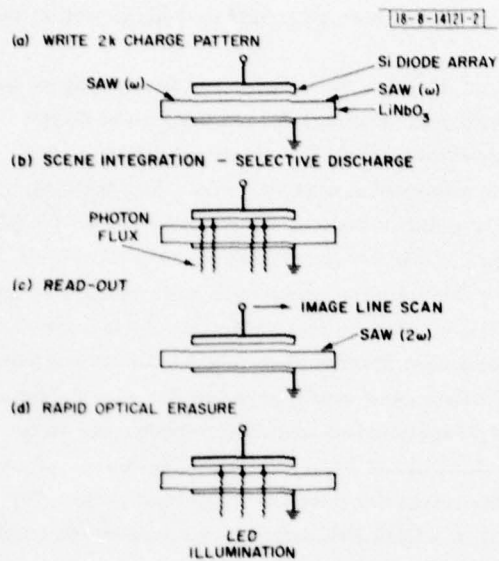 18-8-14121-2
(a) WRITE 2k CHARGE PATTERN
Si DIODE ARRAY
SAW (ω)
SAW (ω)
LiNbO3
(b) SCENE INTEGRATION – SELECTIVE DISCHARGE
PHOTON
FLUX
(c) READ-OUT
IMAGE LINE SCAN
SAW (2ω)
(d) RAPID OPTICAL ERASURE
LED
ILLUMINATION